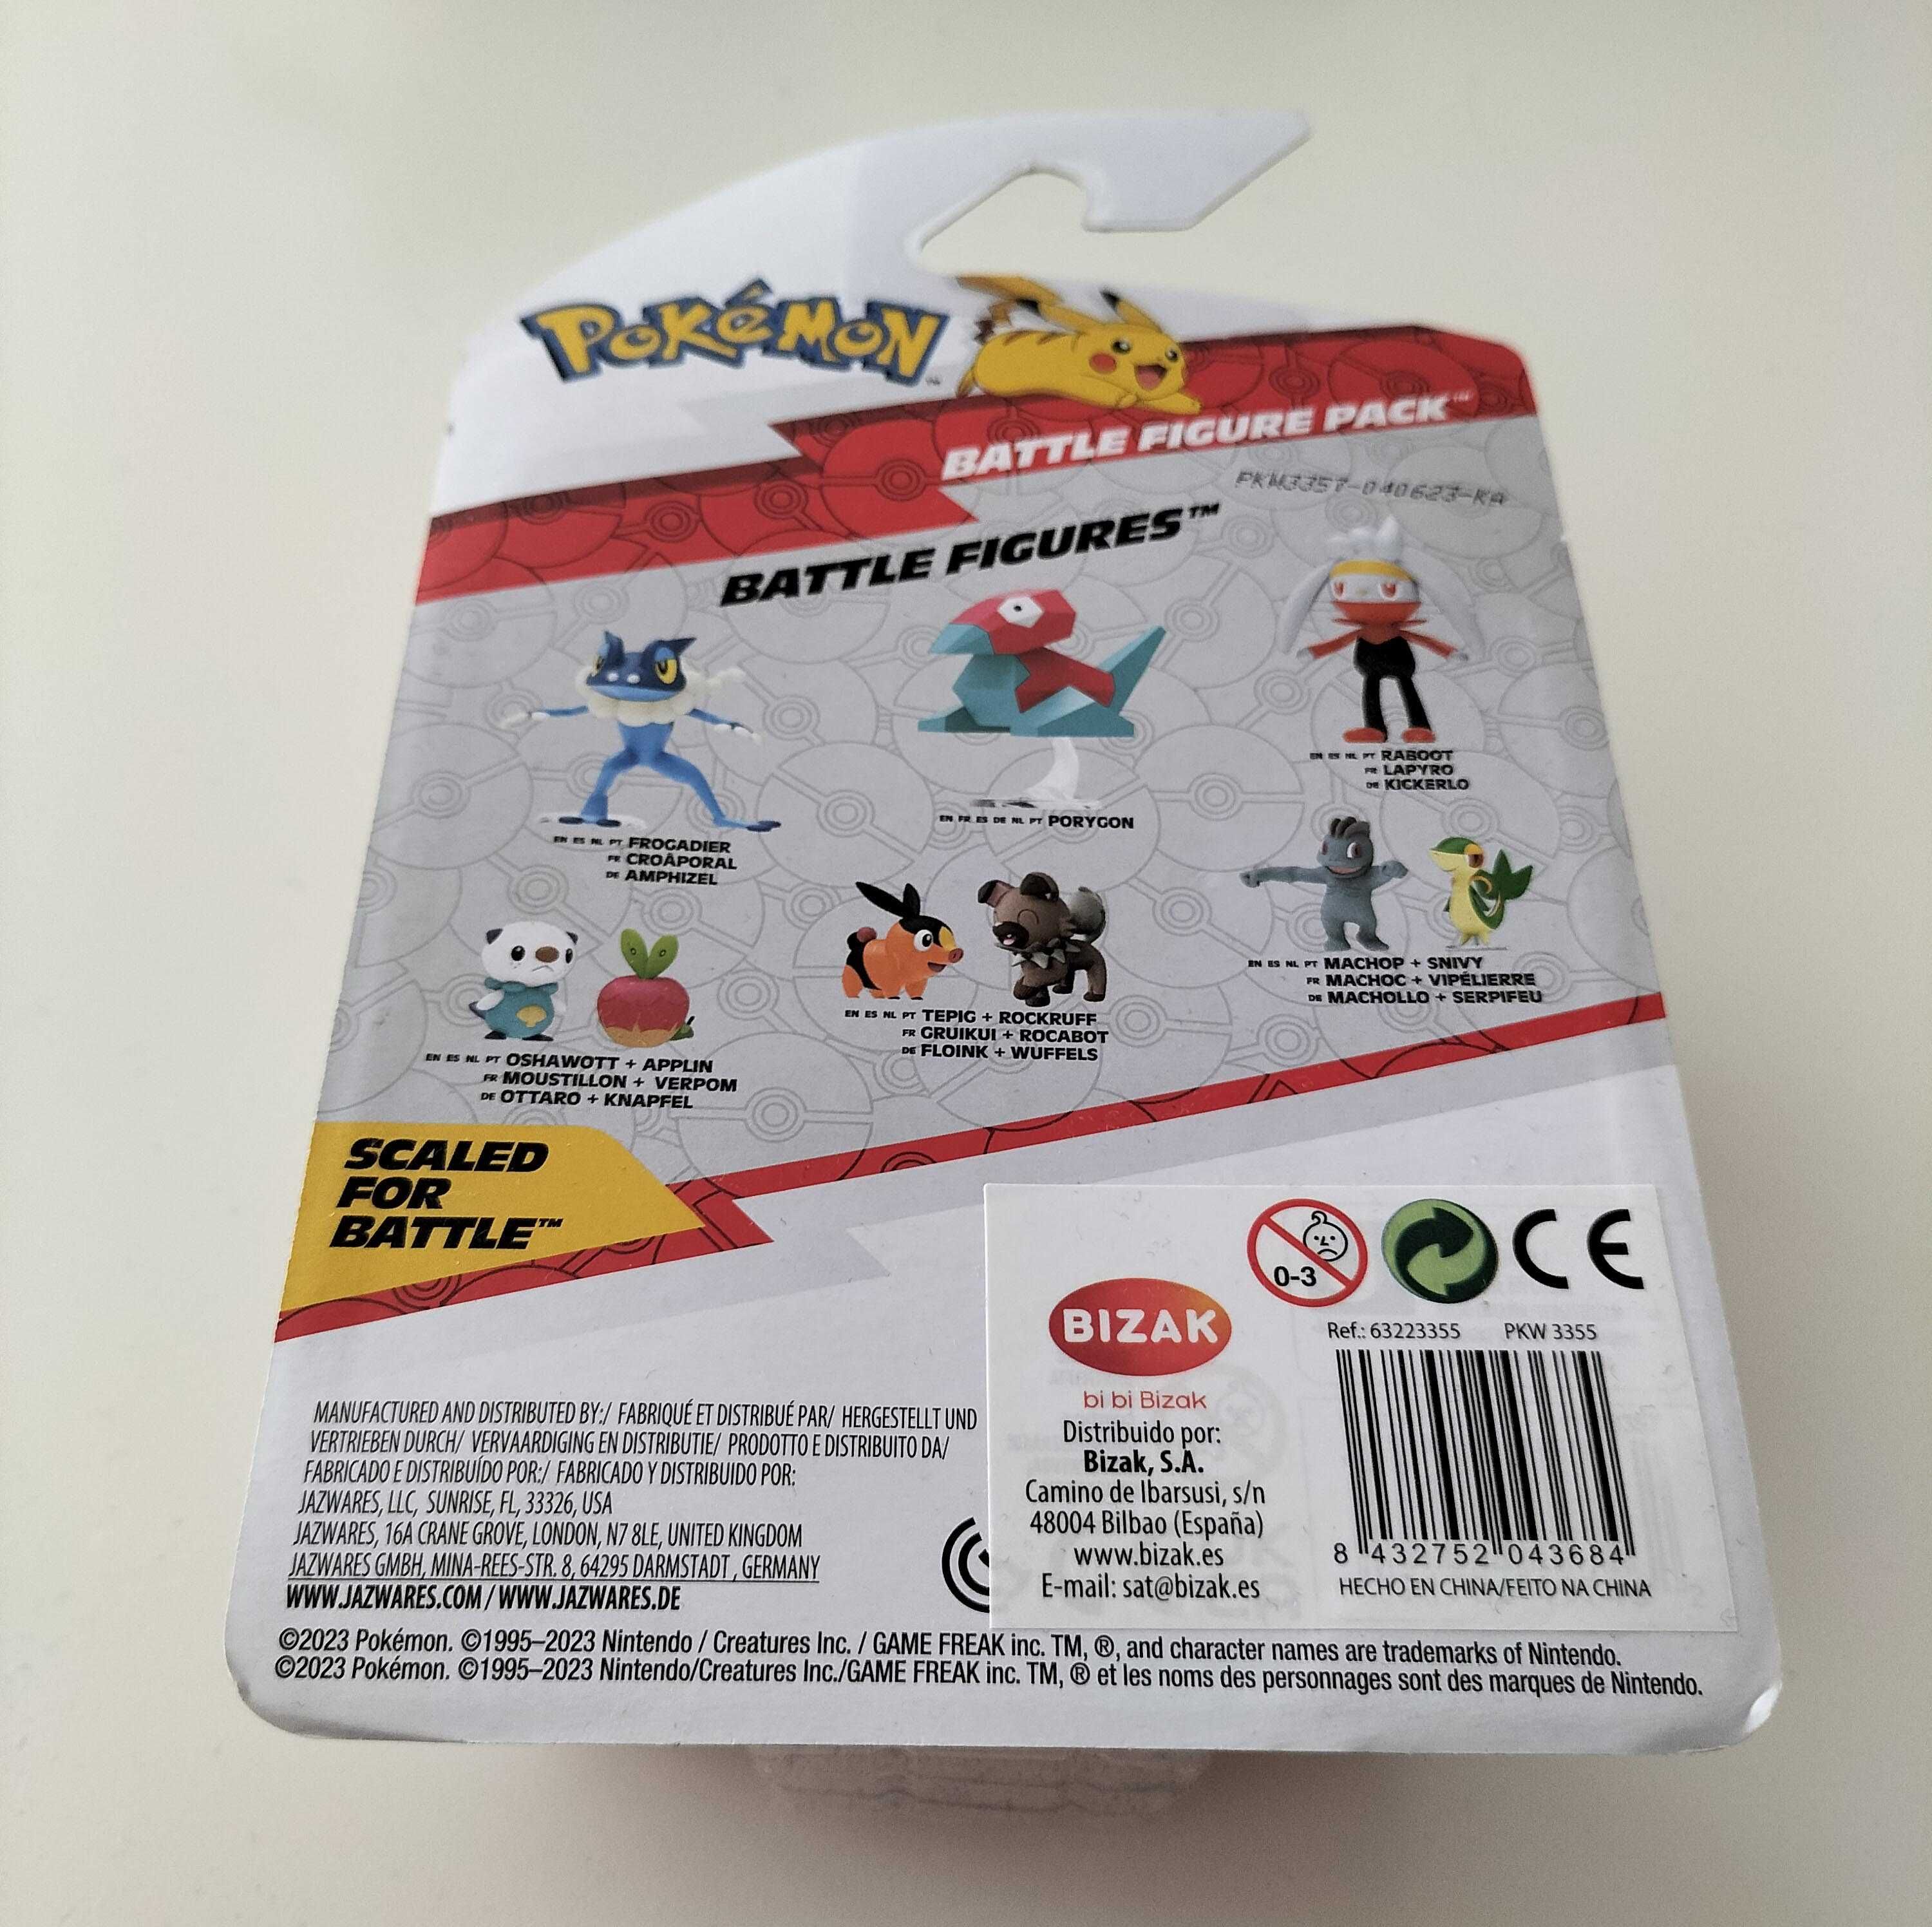 POKéMON™
BATTLE FIGURE PACK™
PKW3357-040623-KA
BATTLE FIGURES™
EN ES NL PT FROGADIER
FR CROÂPORAL
DE AMPHIZEL
EN FR ES DE NL PT PORYGON
EN ES NL PT RABOOT
FR LAPYRO
DE KICKERLO
EN ES NL PT OSHAWOTT + APPLIN
FR MOUSTILLON + VERPOM
DE OTTARO + KNAPFEL
EN ES NL PT TEPIG + ROCKRUFF
FR GRUIKUI + ROCABOT
DE FLOINK + WUFFELS
EN ES NL PT MACHOP + SNIVY
FR MACHOC + VIPÉLIERRE
DE MACHOLLO + SERPIFEU
SCALED
FOR
BATTLE™
MANUFACTURED AND DISTRIBUTED BY:/ FABRIQUÉ ET DISTRIBUÉ PAR/ HERGESTELLT UND
VERTRIEBEN DURCH/ VERVAARDIGING EN DISTRIBUTIE/ PRODOTTO E DISTRIBUITO DA/
FABRICADO E DISTRIBUÍDO POR:/ FABRICADO Y DISTRIBUIDO POR:
JAZWARES, LLC, SUNRISE, FL, 33326, USA
JAZWARES, 16A CRANE GROVE, LONDON, N7 8LE, UNITED KINGDOM
JAZWARES GMBH, MINA-REES-STR. 8, 64295 DARMSTADT, GERMANY
WWW.JAZWARES.COM / WWW.JAZWARES.DE
0-3
CE
BIZAK
bi bi Bizak
Distribuido por:
Bizak, S.A.
Camino de Ibarsusi, s/n
48004 Bilbao (España)
www.bizak.es
E-mail: sat@bizak.es
Ref.: 63223355 PKW 3355
8 432752 043684
HECHO EN CHINA/FEITO NA CHINA
©2023 Pokémon. ©1995–2023 Nintendo / Creatures Inc. / GAME FREAK inc. TM, ®, and character names are trademarks of Nintendo.
©2023 Pokémon. ©1995–2023 Nintendo/Creatures Inc./GAME FREAK inc. TM, ® et les noms des personnages sont des marques de Nintendo.